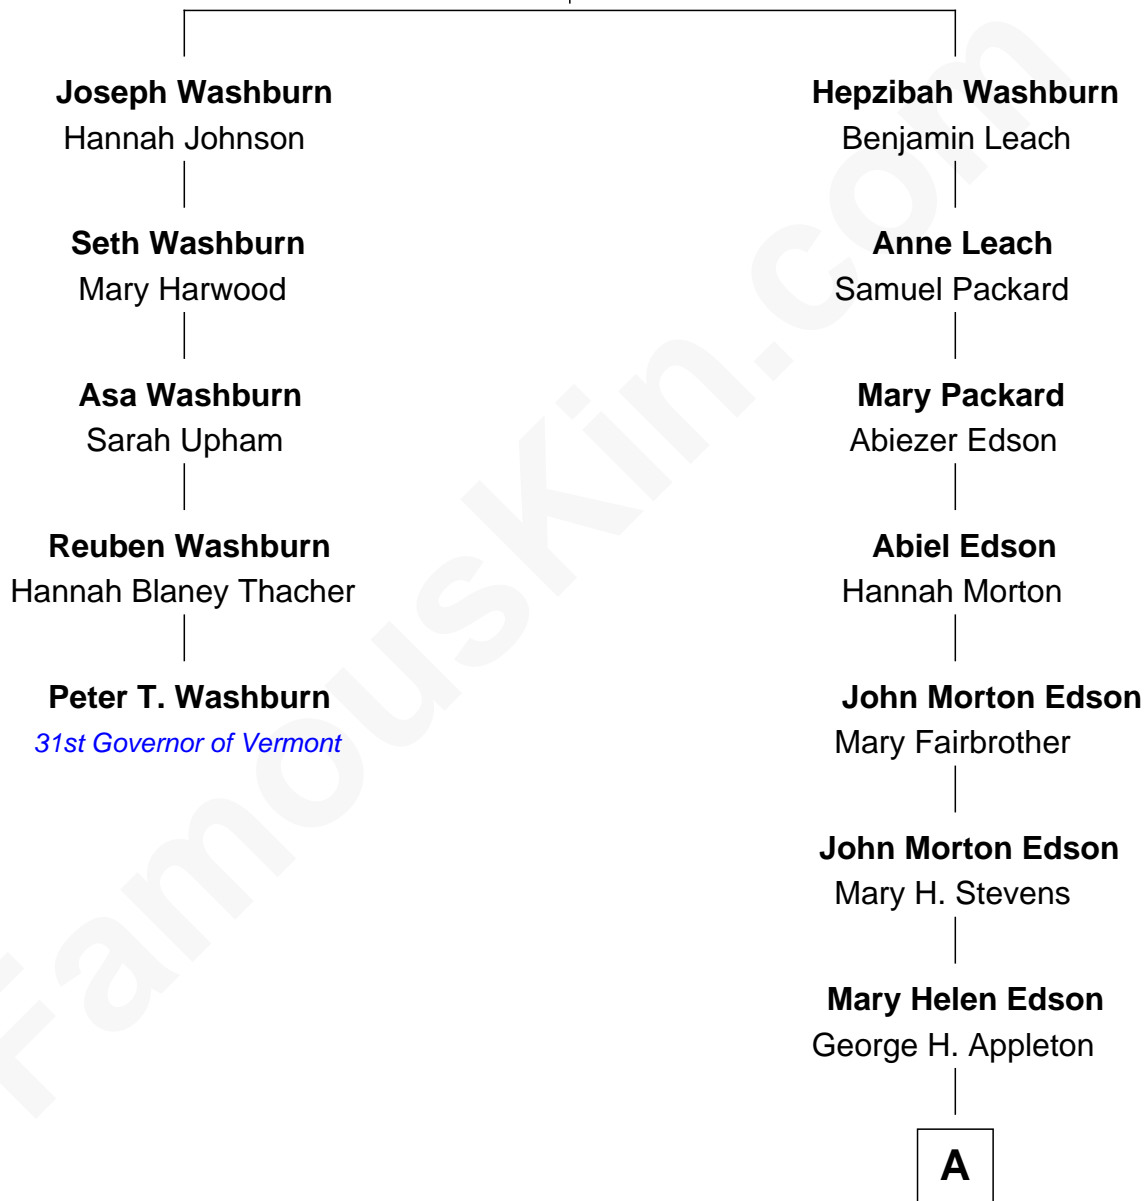 Joseph Washburn
Hannah Johnson
Seth Washburn
Mary Harwood
Asa Washburn
Sarah Upham
Reuben Washburn
Hannah Blaney Thacher
Peter T. Washburn
31st Governor of Vermont
Hepzibah Washburn
Benjamin Leach
Anne Leach
Samuel Packard
Mary Packard
Abiezer Edson
Abiel Edson
Hannah Morton
John Morton Edson
Mary Fairbrother
John Morton Edson
Mary H. Stevens
Mary Helen Edson
George H. Appleton
A
FamousKin.com